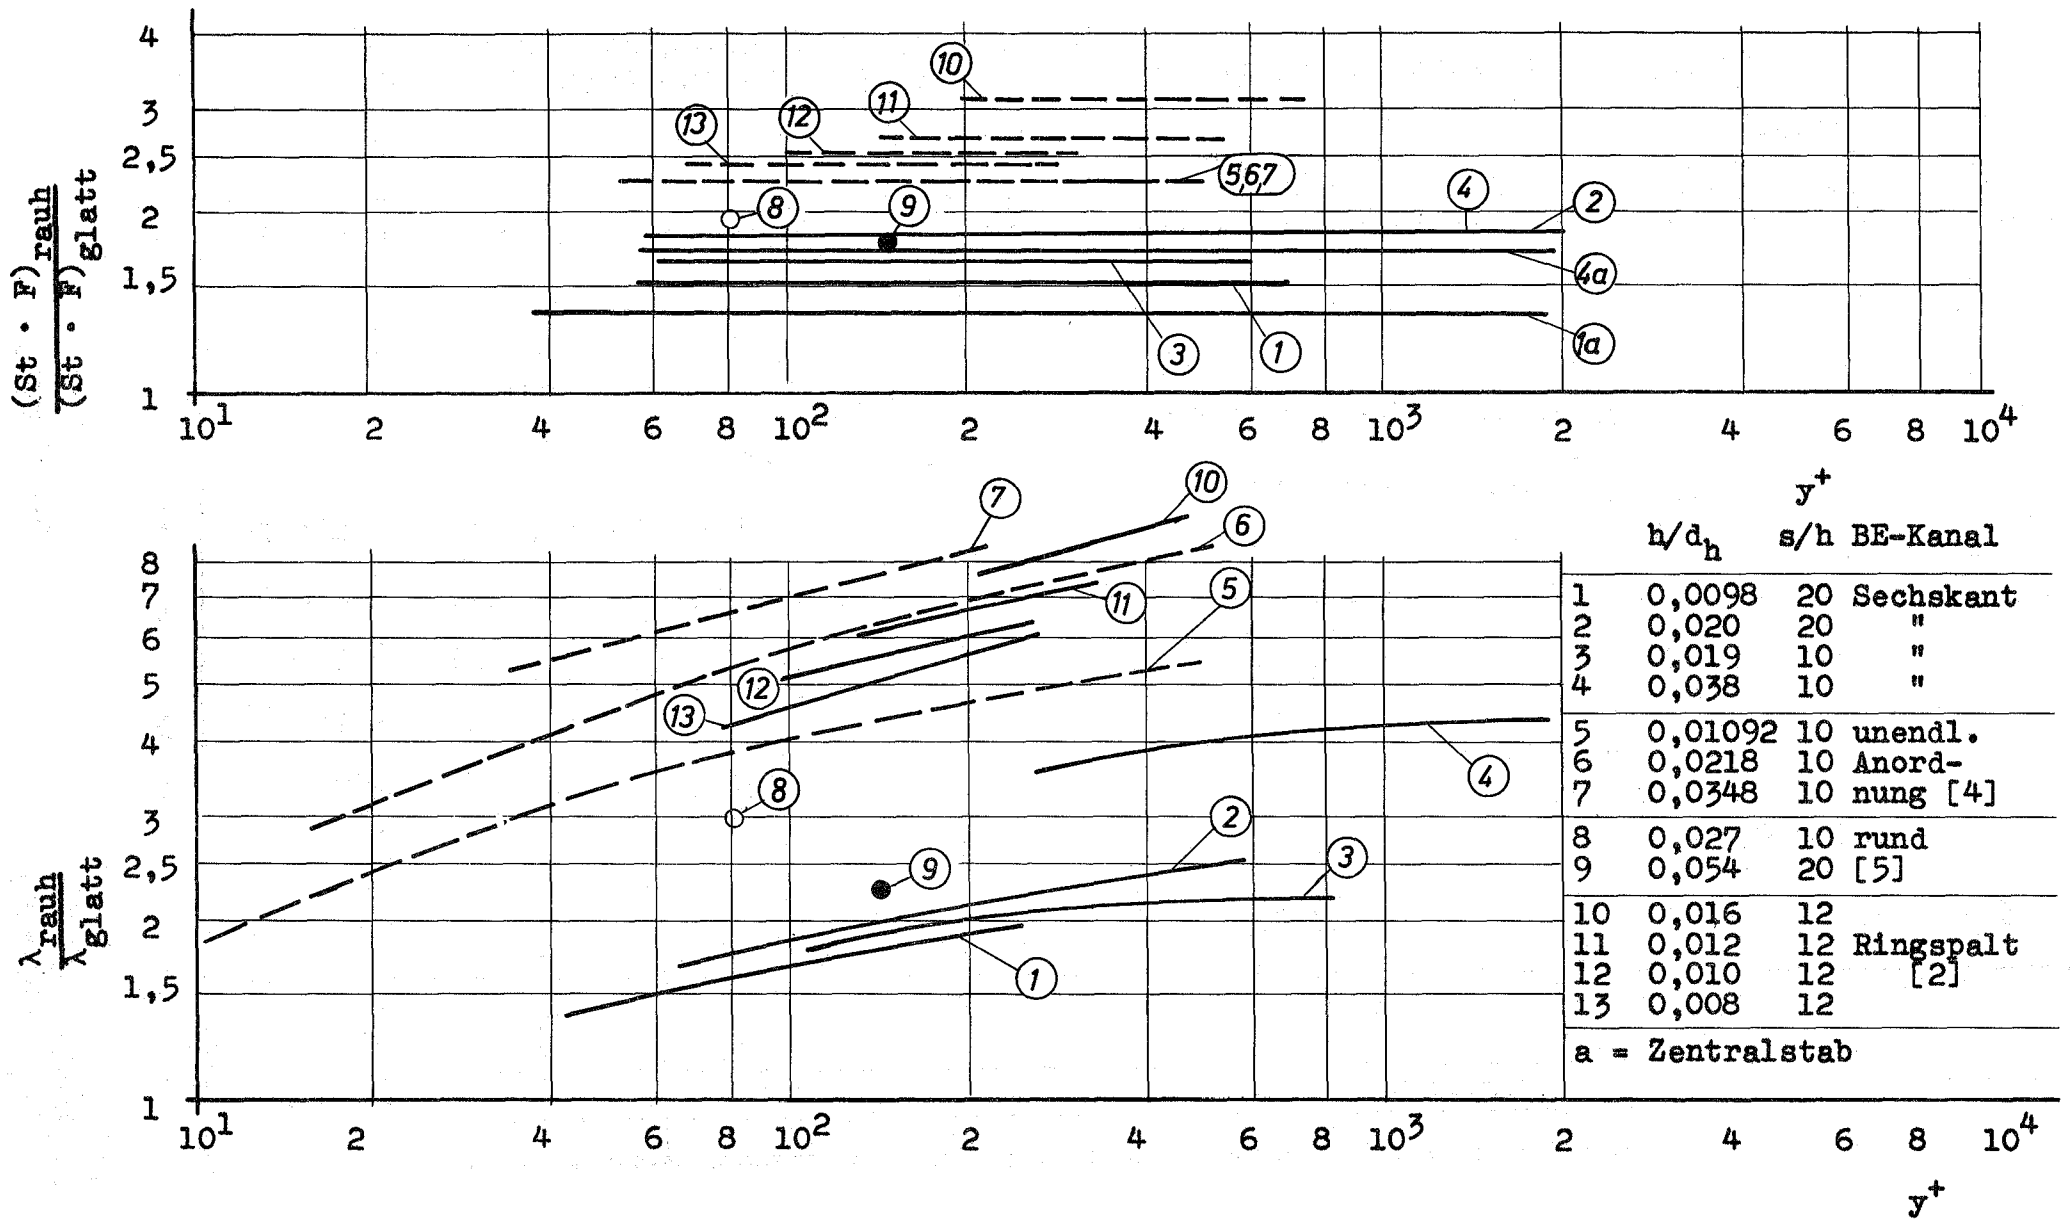 4
3
2,5
2
1,5
1
(St · F)rauh
(St · F)glatt
10
11
12
13
5,6,7
8
9
4
2
4a
3
1
1a
10¹ 2 4 6 8 10² 2 4 6 8 10³ 2 4 6 8 10⁴
y⁺
8
7
6
5
4
3
2,5
2
1,5
1
λrauh
λglatt
7
10
6
5
11
12
13
8
4
2
9
3
1
h/dh s/h BE-Kanal
1 0,0098 20 Sechskant
2 0,020 20 "
3 0,019 10 "
4 0,038 10 "
5 0,01092 10 unendl.
6 0,0218 10 Anord-
7 0,0348 10 nung [4]
8 0,027 10 rund
9 0,054 20 [5]
10 0,016 12
11 0,012 12 Ringspalt
12 0,010 12 [2]
13 0,008 12
a = Zentralstab
10¹ 2 4 6 8 10² 2 4 6 8 10³ 2 4 6 8 10⁴
y⁺